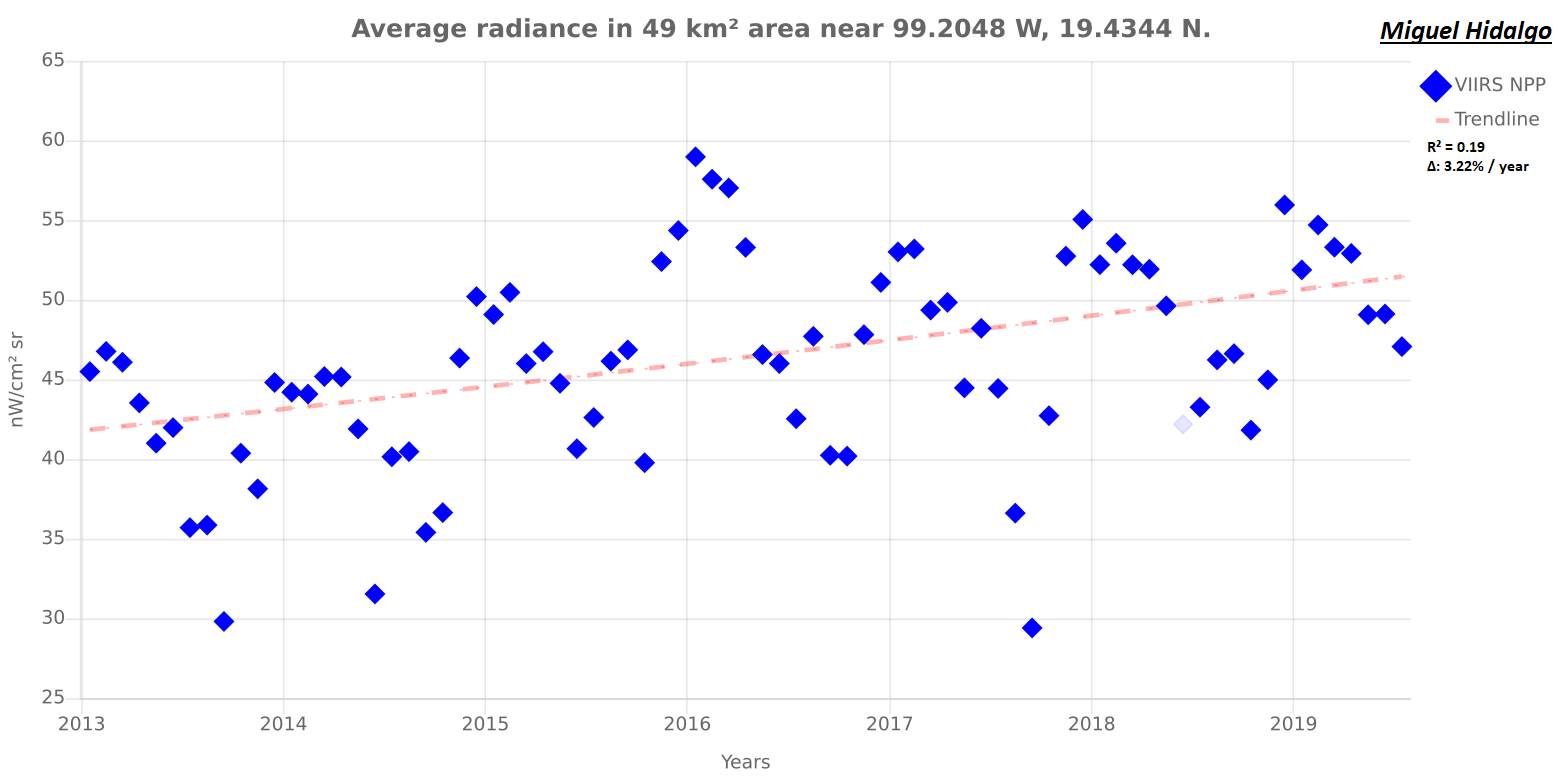 Average radiance in 49 km² area near 99.2048 W, 19.4344 N.
Miguel Hidalgo
VIIRS NPP
Trendline
R² = 0.19
Δ: 3.22% / year
65
60
55
50
45
40
35
30
25
nW/cm² sr
2013 2014 2015 2016 2017 2018 2019
Years